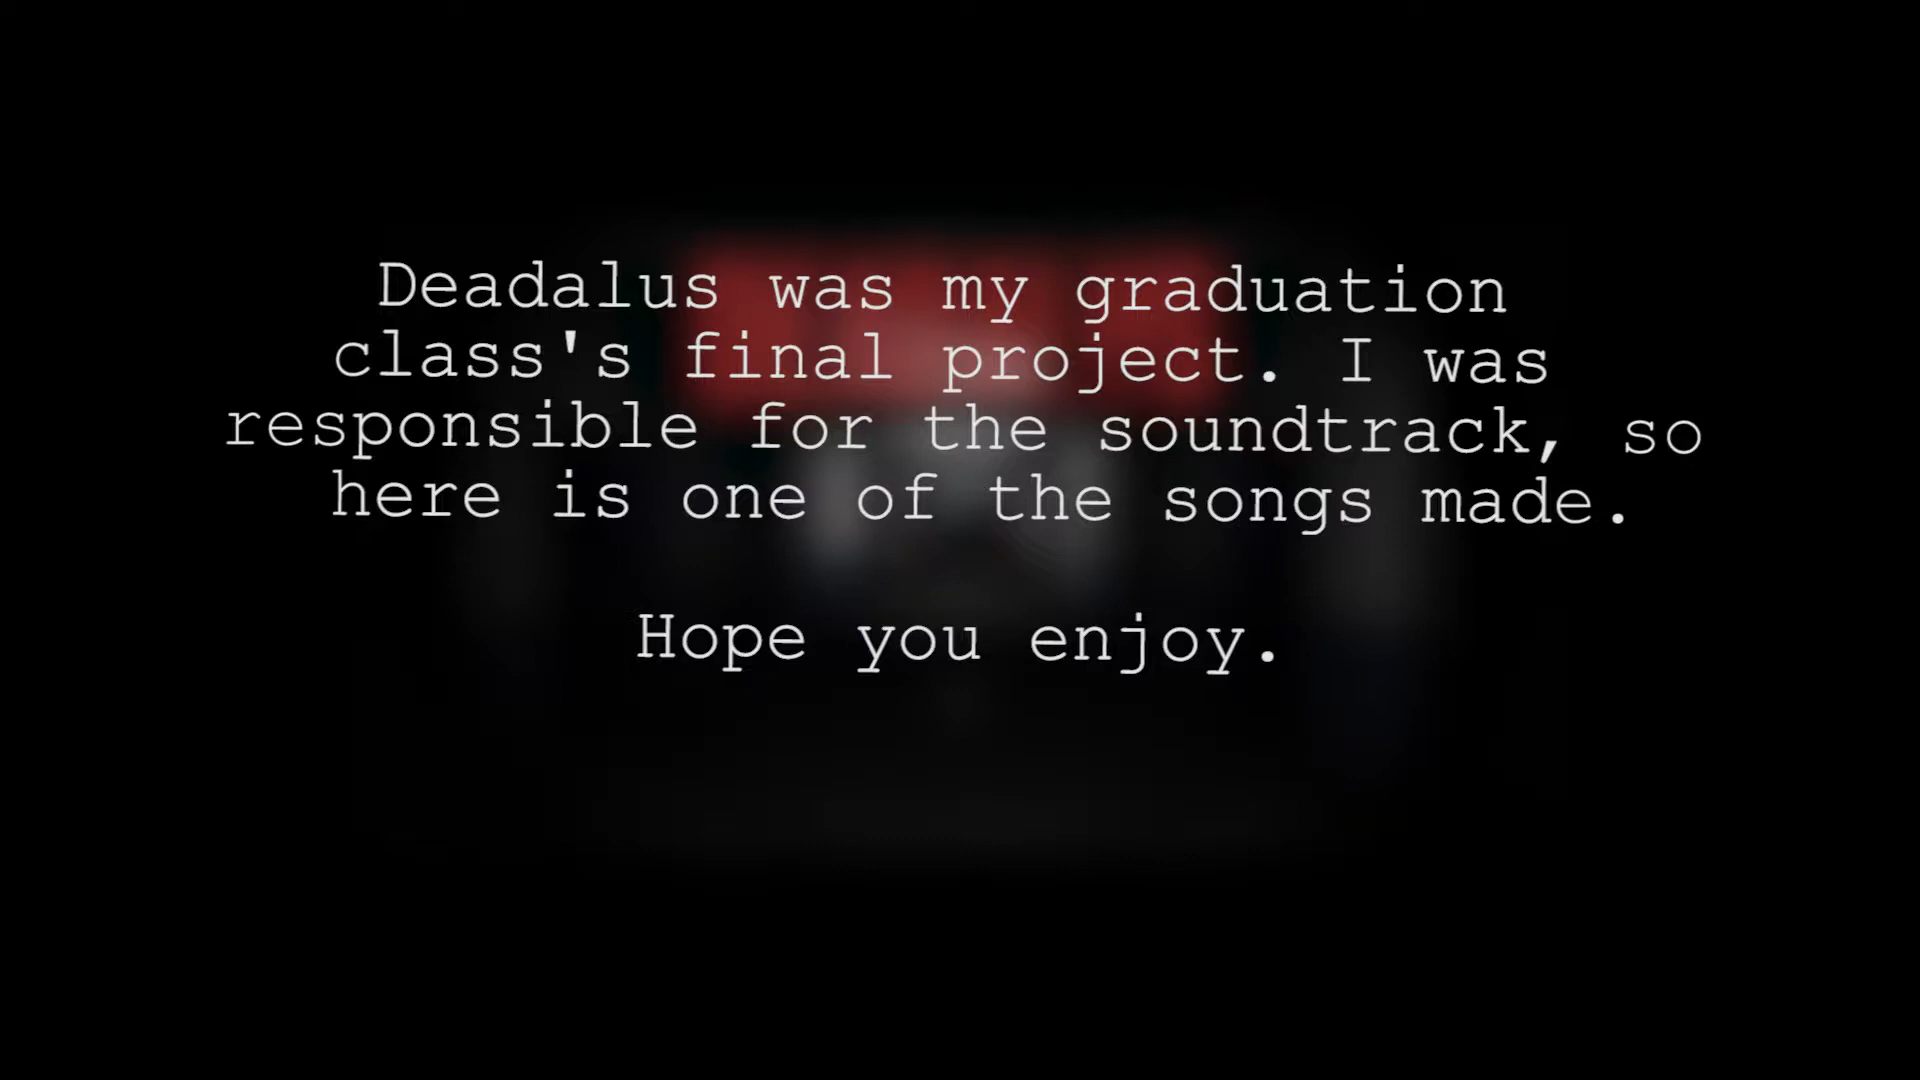 Deadalus was my graduation
class's final project. I was
responsible for the soundtrack, so
here is one of the songs made.
Hope you enjoy.